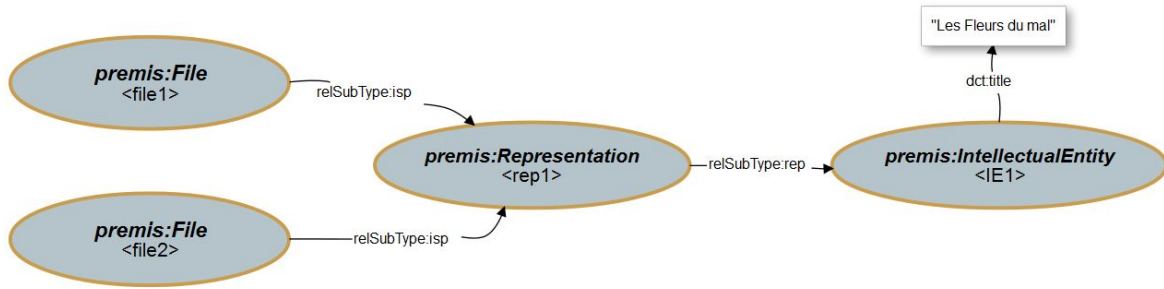 "Les Fleurs du mal"
premis:File
<file1>
relSubType:isp
dct:title
premis:Representation
<rep1>
relSubType:rep
premis:IntellectualEntity
<IE1>
premis:File
<file2>
relSubType:isp